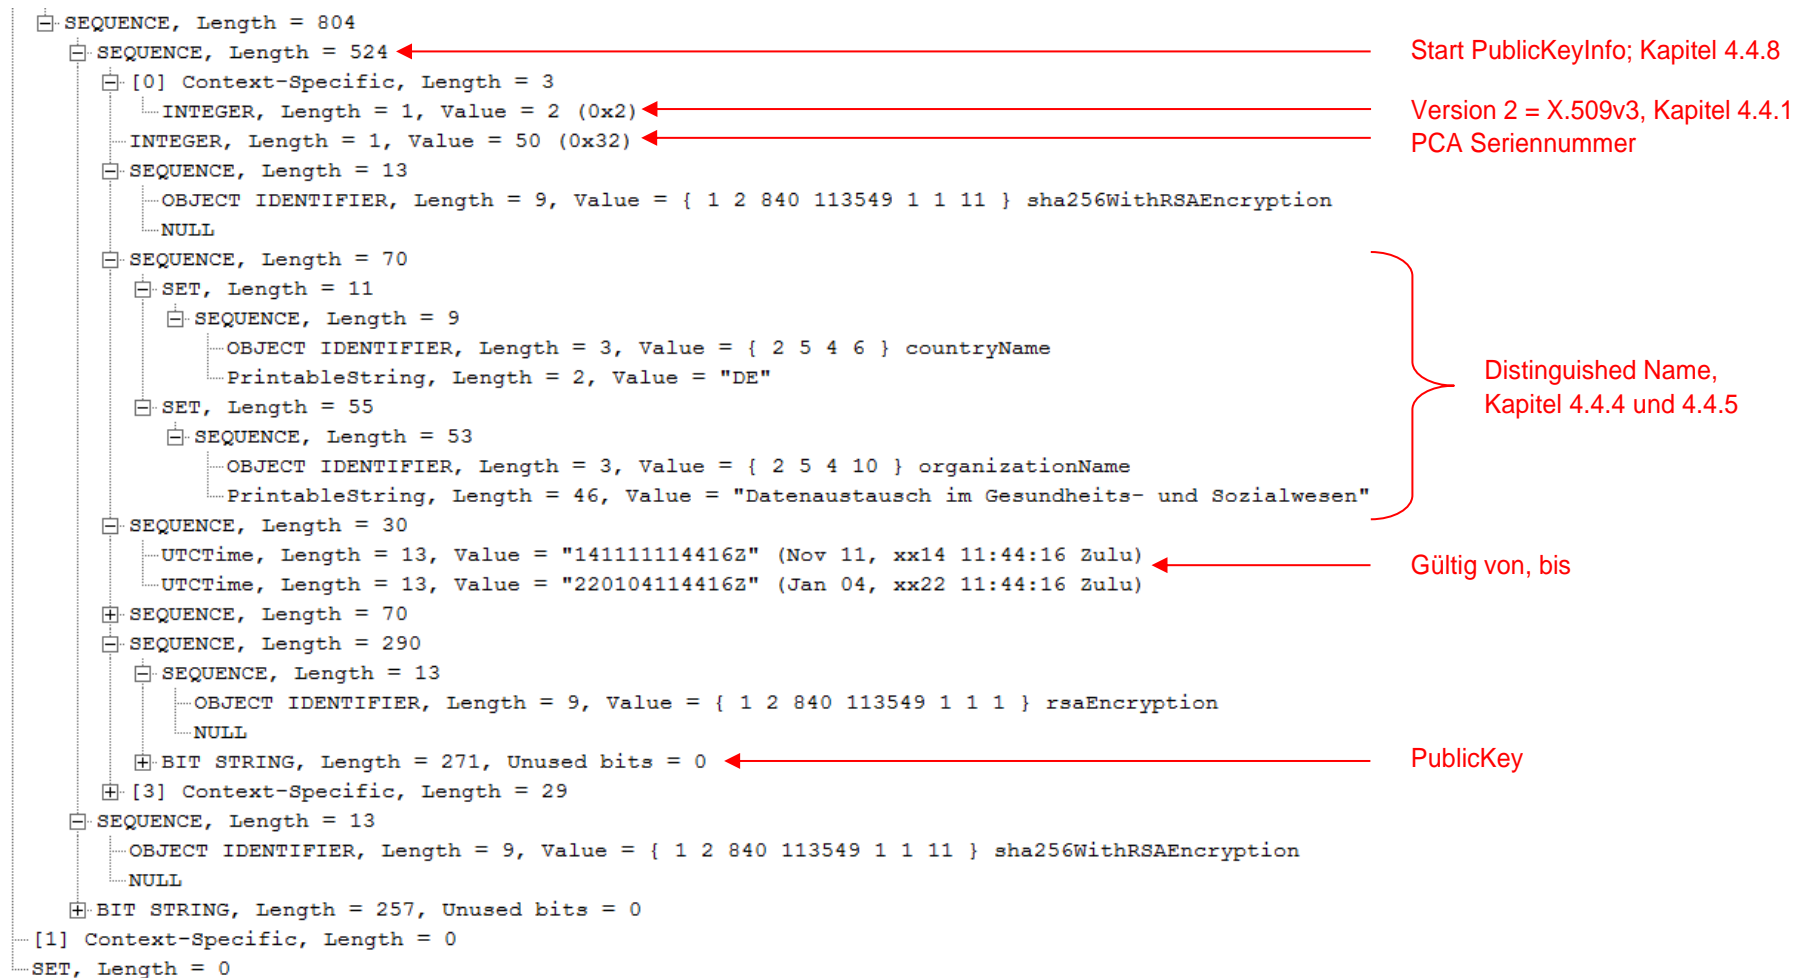 SEQUENCE, Length = 804
SEQUENCE, Length = 524
Start PublicKeyInfo; Kapitel 4.4.8
[0] Context-Specific, Length = 3
INTEGER, Length = 1, Value = 2 (0x2)
Version 2 = X.509v3, Kapitel 4.4.1
INTEGER, Length = 1, Value = 50 (0x32)
PCA Seriennummer
SEQUENCE, Length = 13
OBJECT IDENTIFIER, Length = 9, Value = { 1 2 840 113549 1 1 11 } sha256WithRSAEncryption
NULL
SEQUENCE, Length = 70
SET, Length = 11
SEQUENCE, Length = 9
OBJECT IDENTIFIER, Length = 3, Value = { 2 5 4 6 } countryName
PrintableString, Length = 2, Value = "DE"
Distinguished Name,
SET, Length = 55
Kapitel 4.4.4 und 4.4.5
SEQUENCE, Length = 53
OBJECT IDENTIFIER, Length = 3, Value = { 2 5 4 10 } organizationName
PrintableString, Length = 46, Value = "Datenaustausch im Gesundheits- und Sozialwesen"
SEQUENCE, Length = 30
UTCTime, Length = 13, Value = "141111114416Z" (Nov 11, xx14 11:44:16 Zulu)
Gültig von, bis
UTCTime, Length = 13, Value = "220104114416Z" (Jan 04, xx22 11:44:16 Zulu)
SEQUENCE, Length = 70
SEQUENCE, Length = 290
SEQUENCE, Length = 13
OBJECT IDENTIFIER, Length = 9, Value = { 1 2 840 113549 1 1 1 } rsaEncryption
NULL
BIT STRING, Length = 271, Unused bits = 0
PublicKey
[3] Context-Specific, Length = 29
SEQUENCE, Length = 13
OBJECT IDENTIFIER, Length = 9, Value = { 1 2 840 113549 1 1 11 } sha256WithRSAEncryption
NULL
BIT STRING, Length = 257, Unused bits = 0
[1] Context-Specific, Length = 0
SET, Length = 0